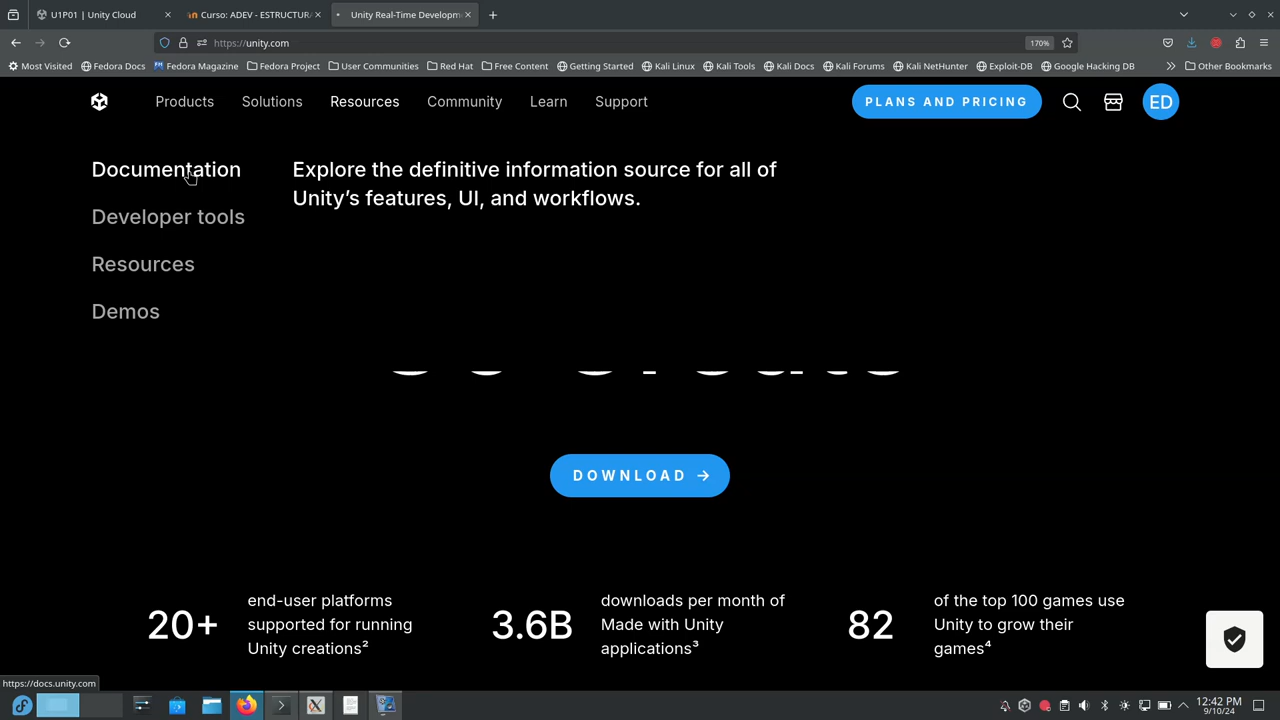 U1P01 | Unity Cloud
Curso: ADEV - ESTRUCTURA
Unity Real-Time Developm
https://unity.com
170%
Most Visited
Fedora Docs
Fedora Magazine
Fedora Project
User Communities
Red Hat
Free Content
Getting Started
Kali Linux
Kali Tools
Kali Docs
Kali Forums
Kali NetHunter
Exploit-DB
Google Hacking DB
Other Bookmarks
Products
Solutions
Resources
Community
Learn
Support
PLANS AND PRICING
ED
Documentation
Developer tools
Resources
Demos
Explore the definitive information source for all of
Unity’s features, UI, and workflows.
DOWNLOAD →
20+
end-user platforms
supported for running
Unity creations²
3.6B
downloads per month of
Made with Unity
applications³
82
of the top 100 games use
Unity to grow their
games⁴
https://docs.unity.com
12:42 PM
9/10/24